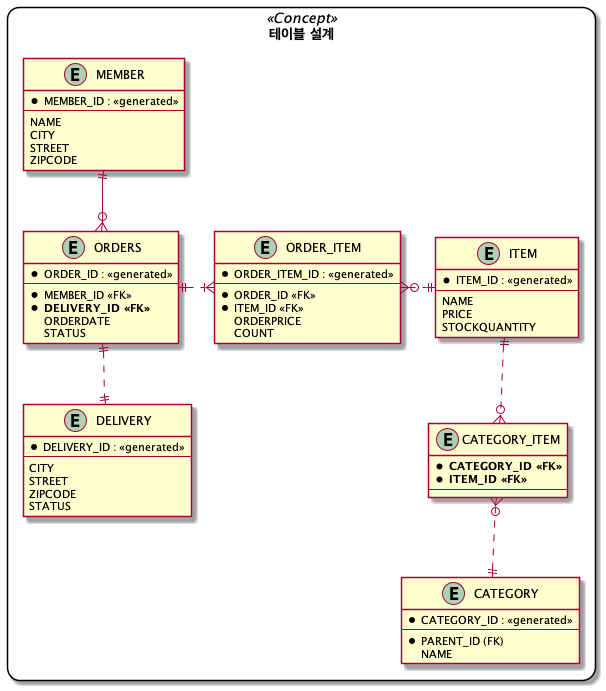 «Concept»
테이블 설계
E MEMBER
MEMBER_ID : «generated»
NAME
CITY
STREET
ZIPCODE
E ORDERS
ORDER_ID : «generated»
MEMBER_ID «FK»
DELIVERY_ID «FK»
ORDERDATE
STATUS
E ORDER_ITEM
ORDER_ITEM_ID : «generated»
ORDER_ID «FK»
ITEM_ID «FK»
ORDERPRICE
COUNT
E ITEM
ITEM_ID : «generated»
NAME
PRICE
STOCKQUANTITY
E DELIVERY
DELIVERY_ID : «generated»
CITY
STREET
ZIPCODE
STATUS
E CATEGORY_ITEM
CATEGORY_ID «FK»
ITEM_ID «FK»
E CATEGORY
CATEGORY_ID : «generated»
PARENT_ID (FK)
NAME